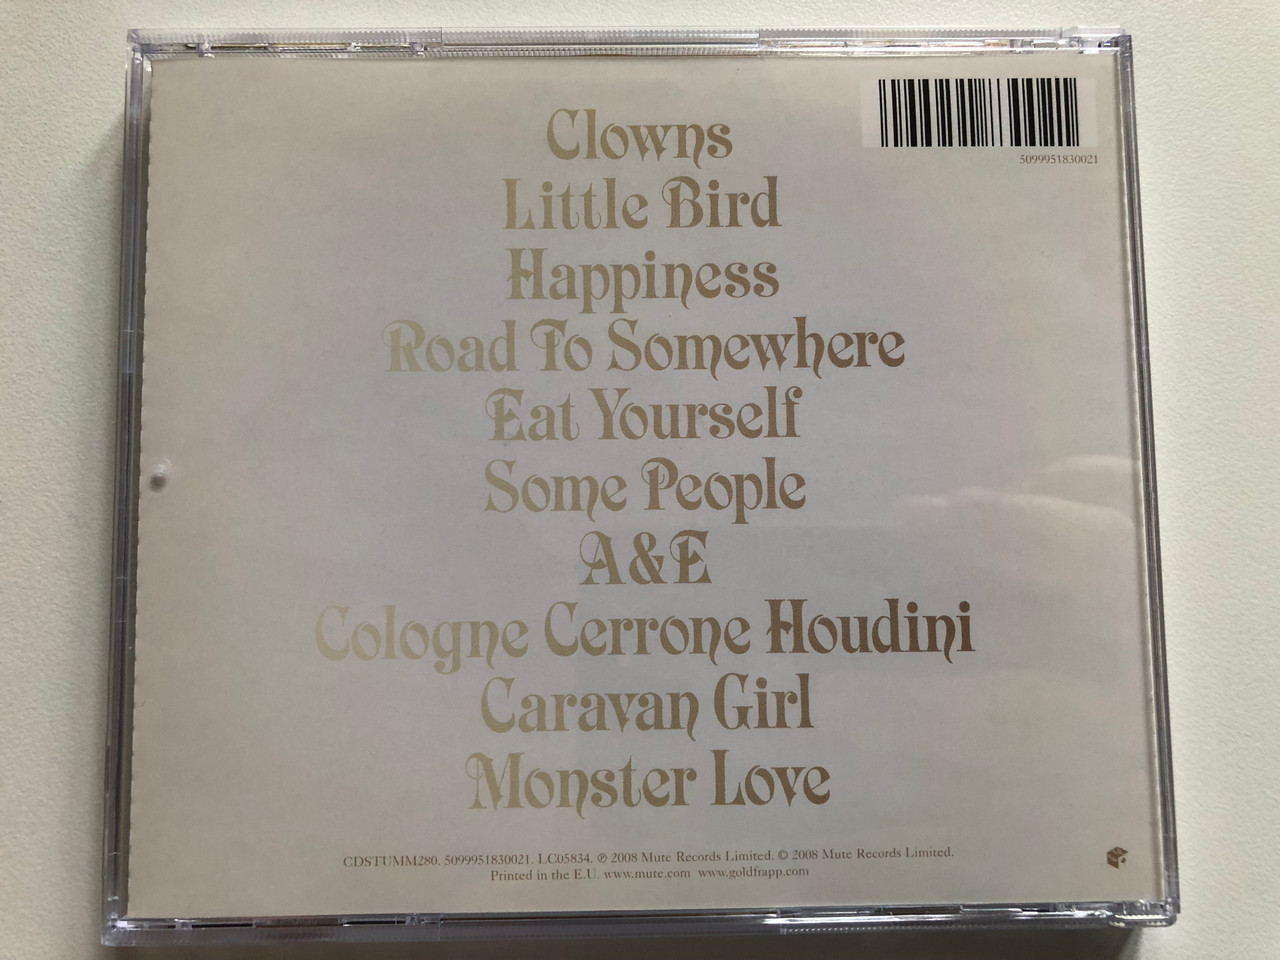 5099951830021
Clowns
Little Bird
Happiness
Road To Somewhere
Eat Yourself
Some People
A&E
Cologne Cerrone Houdini
Caravan Girl
Monster Love
CDSTUMM280. 5099951830021. LC05834. ℗ 2008 Mute Records Limited. © 2008 Mute Records Limited.
Printed in the E.U. www.mute.com www.goldfrapp.com